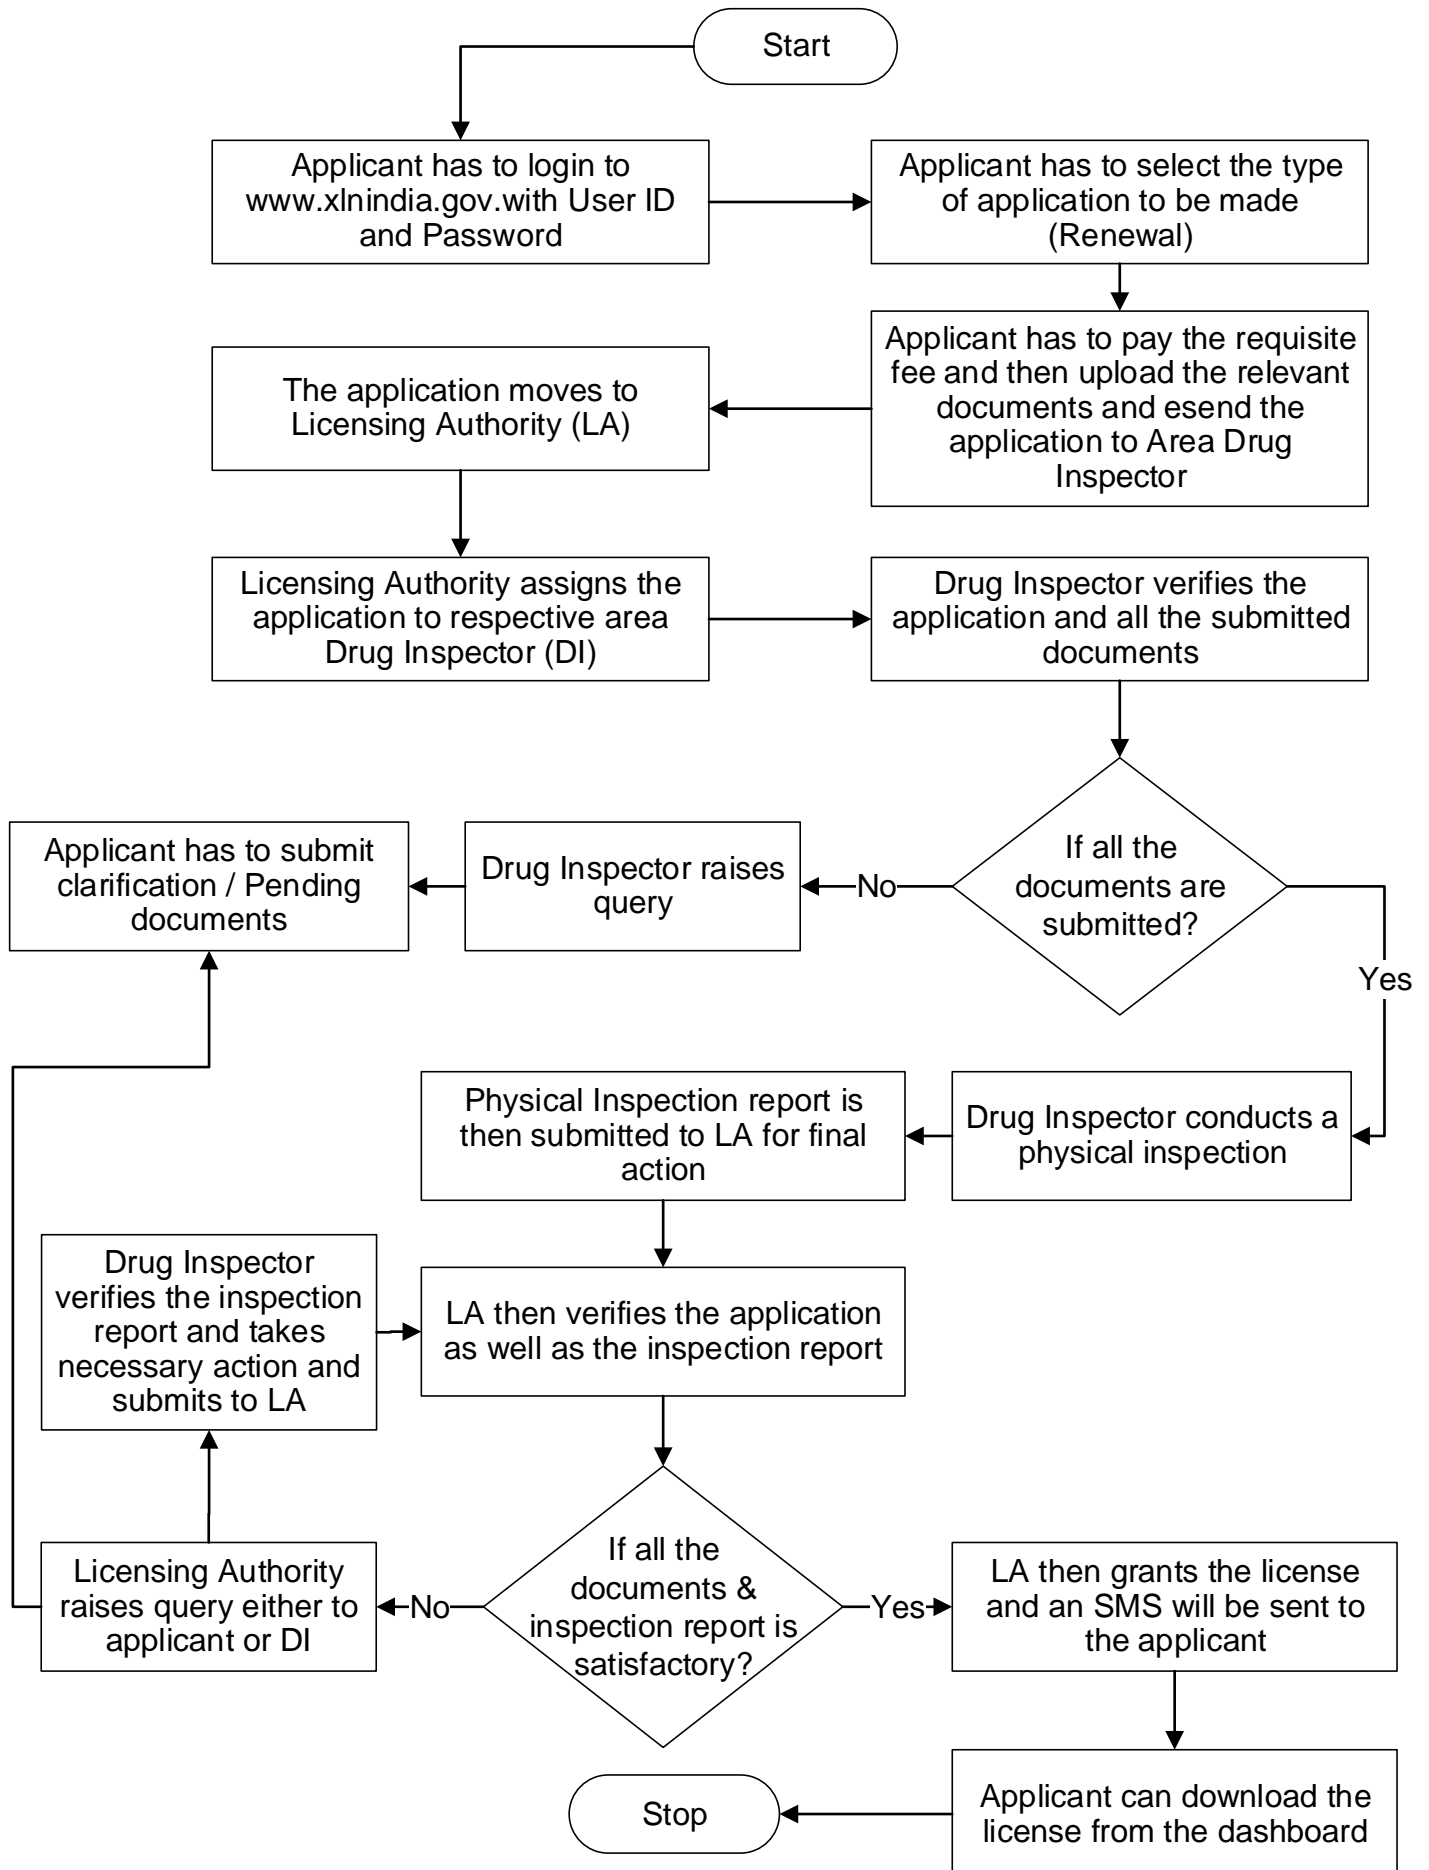 Start
Applicant has to login to
www.xlnindia.gov.with User ID
and Password
Applicant has to select the type
of application to be made
(Renewal)
Applicant has to pay the requisite
fee and then upload the relevant
documents and esend the
application to Area Drug
Inspector
The application moves to
Licensing Authority (LA)
Licensing Authority assigns the
application to respective area
Drug Inspector (DI)
Drug Inspector verifies the
application and all the submitted
documents
If all the
documents are
submitted?
No
Drug Inspector raises
query
Applicant has to submit
clarification / Pending
documents
Yes
Drug Inspector conducts a
physical inspection
Physical Inspection report is
then submitted to LA for final
action
LA then verifies the application
as well as the inspection report
Drug Inspector
verifies the inspection
report and takes
necessary action and
submits to LA
If all the
documents &
inspection report is
satisfactory?
No
Licensing Authority
raises query either to
applicant or DI
Yes
LA then grants the license
and an SMS will be sent to
the applicant
Applicant can download the
license from the dashboard
Stop